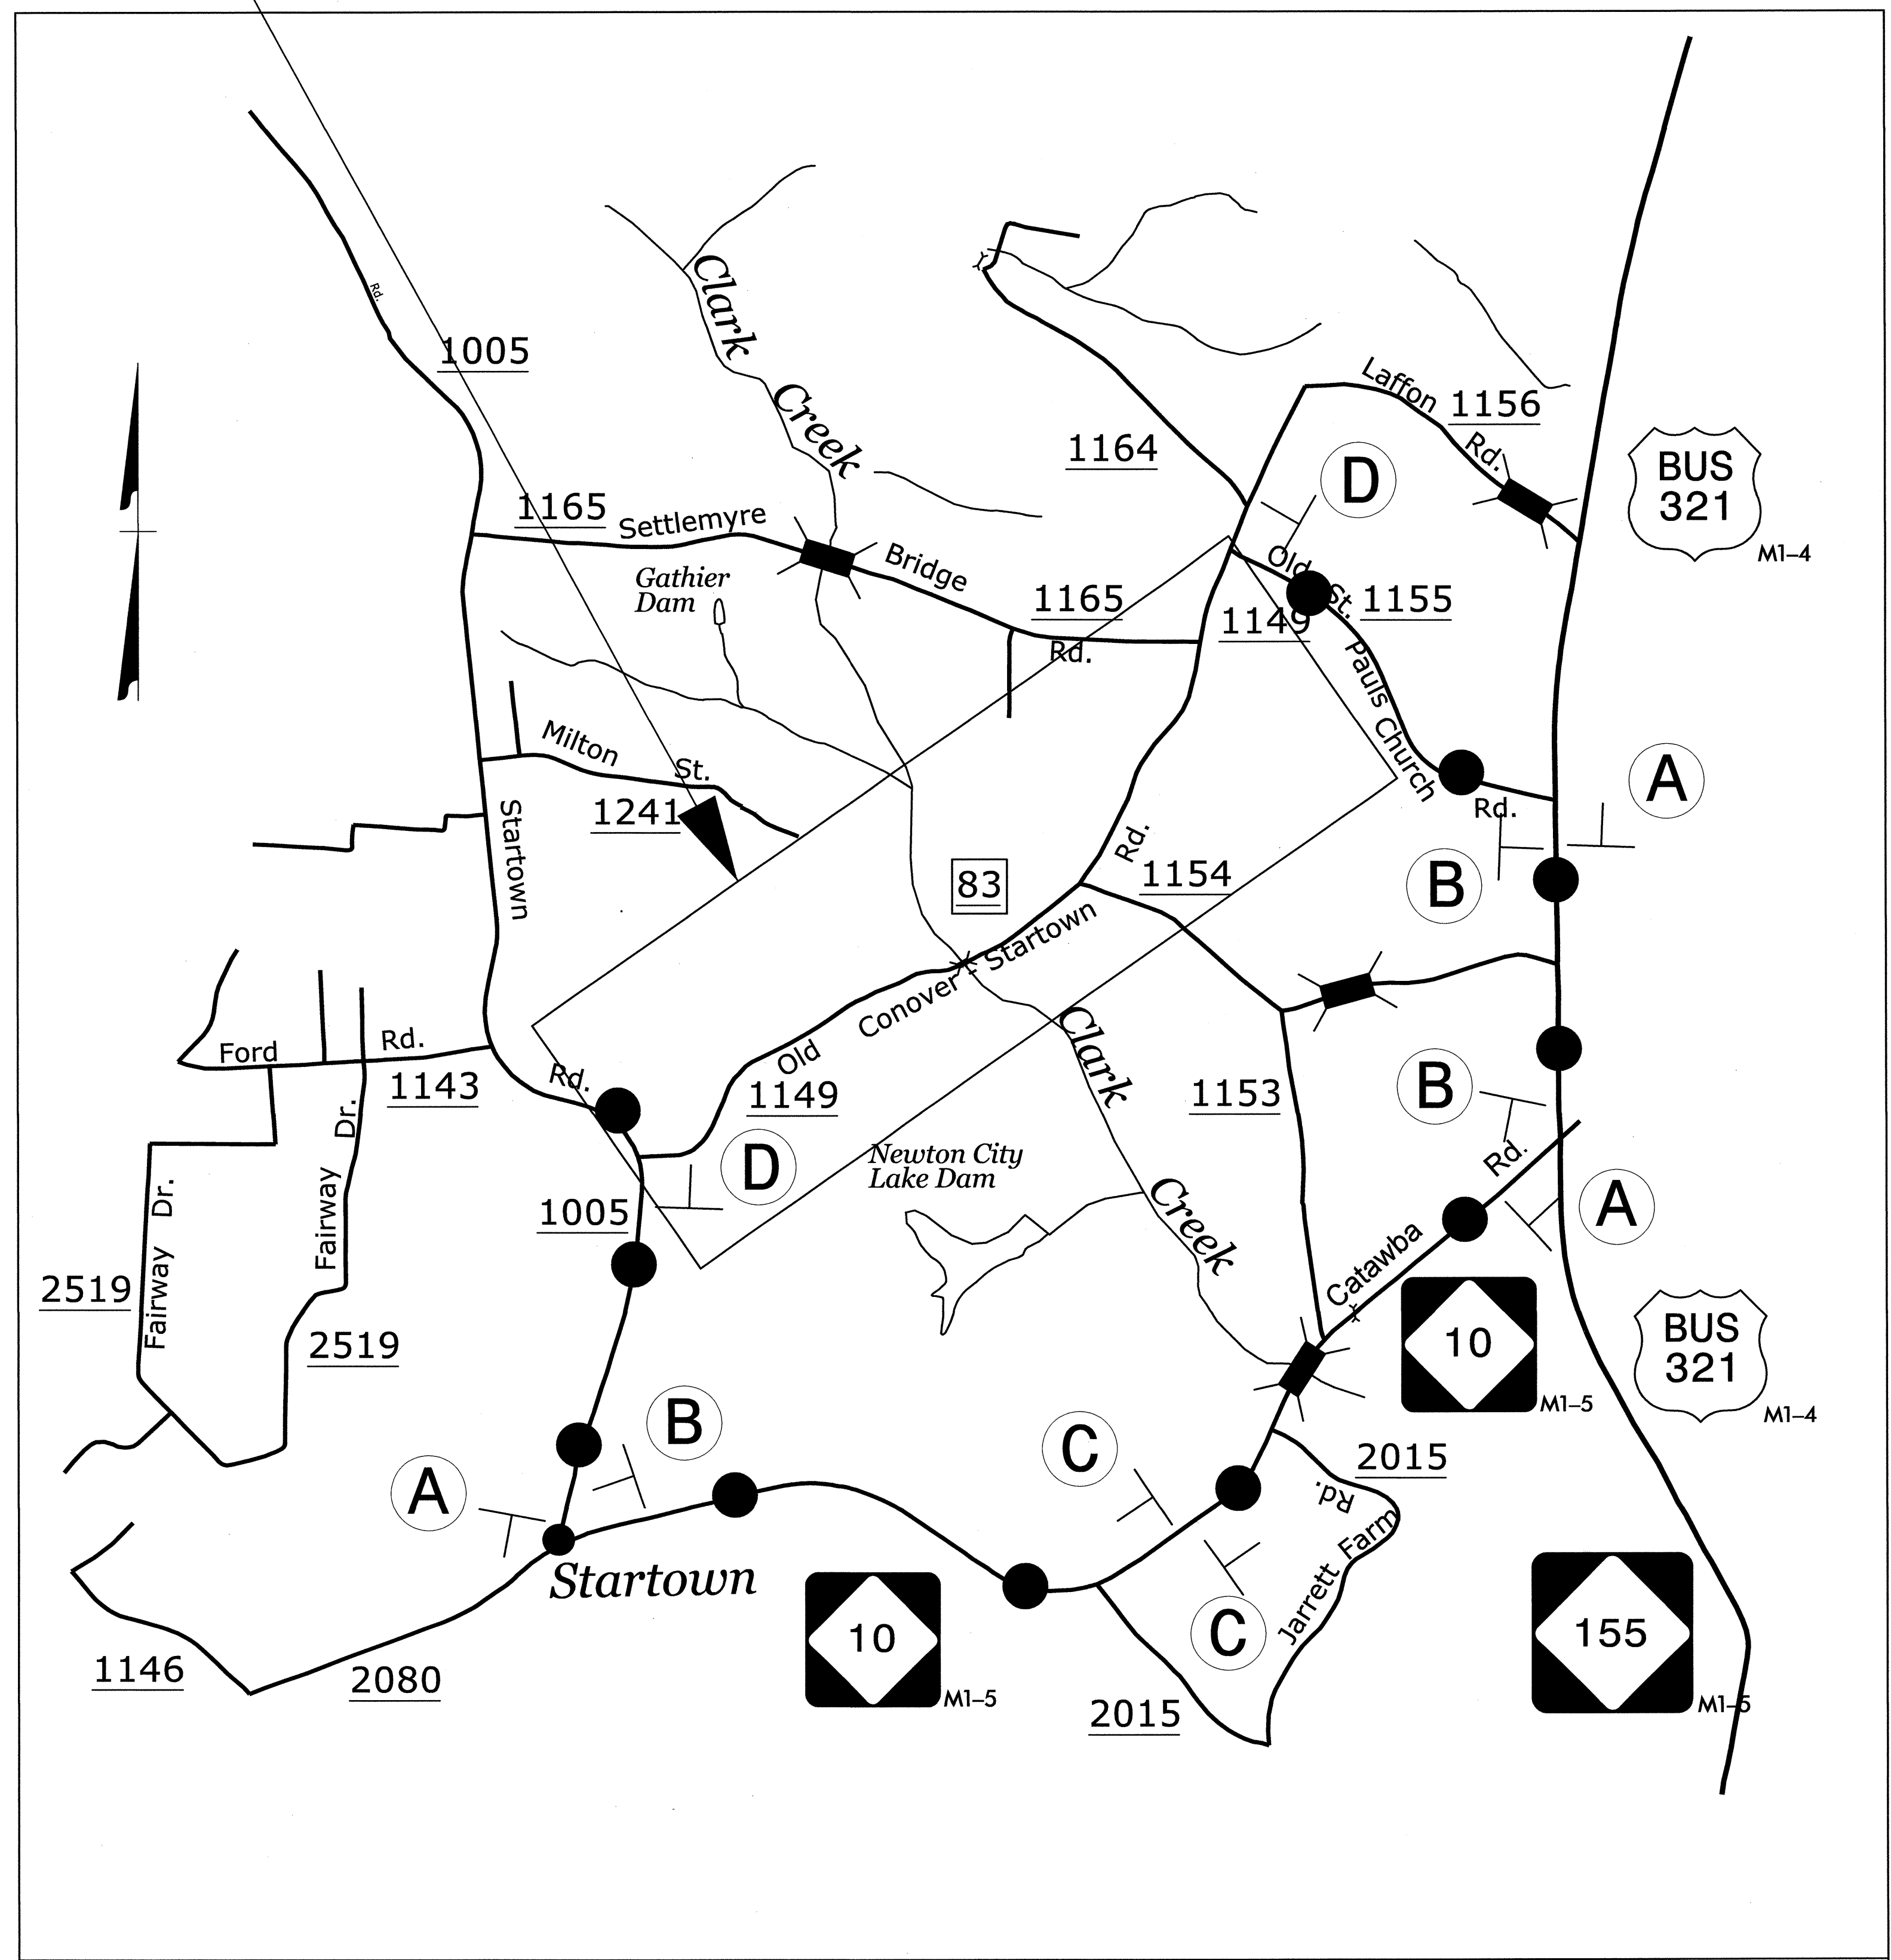 Rd.
1005
Clark
Creek
Laffon
Rd.
1156
1164
D
BUS
321
M1-4
1165
Settlemyre
Bridge
1165
Rd.
Gathier
Dam
Old St.
Pauls Church
Rd.
1155
1149
Milton
St.
1241
A
B
Startown
Rd.
83
1154
Rd.
Old Conover - Startown
1149
Ford
Rd.
1143
Clark
Creek
1153
B
Rd.
D
Newton City
Lake Dam
Fairway Dr.
Fairway Dr.
1005
A
Catawba
2519
2519
10
M1-5
BUS
321
M1-4
B
C
2015
A
Rd.
Jarrett Farm
Startown
10
M1-5
C
155
M1-5
1146
2080
2015